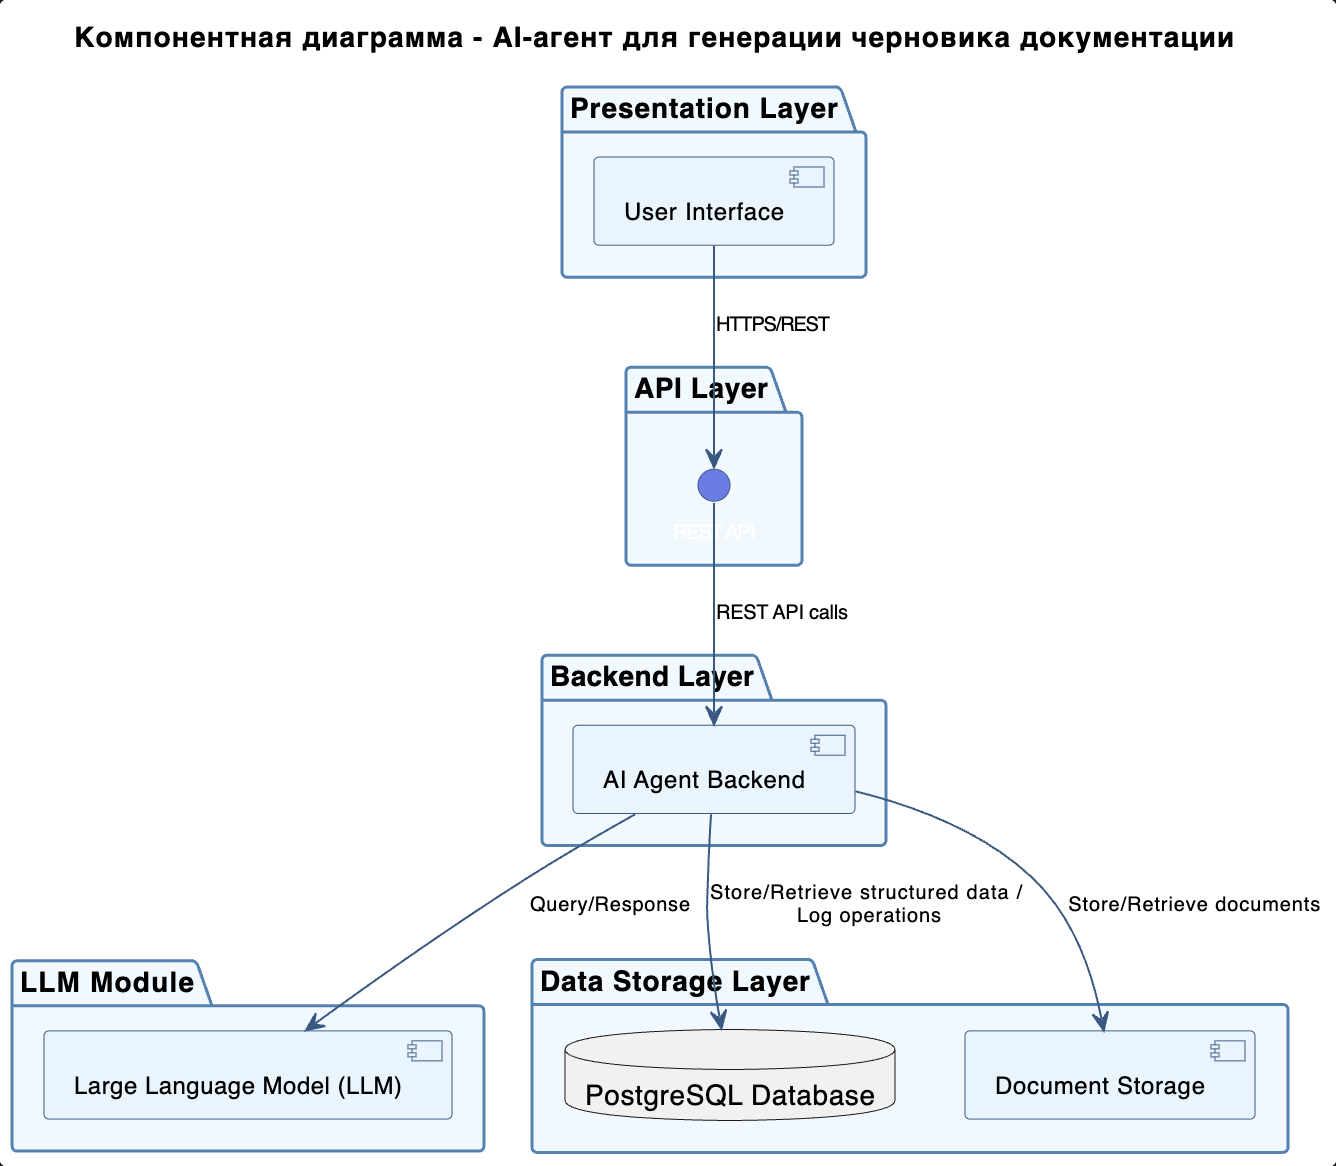 Компонентная диаграмма - AI-агент для генерации черновика документации
Presentation Layer
User Interface
HTTPS/REST
API Layer
REST API
REST API calls
Backend Layer
AI Agent Backend
Query/Response
Store/Retrieve structured data /
Log operations
Store/Retrieve documents
LLM Module
Large Language Model (LLM)
Data Storage Layer
PostgreSQL Database
Document Storage